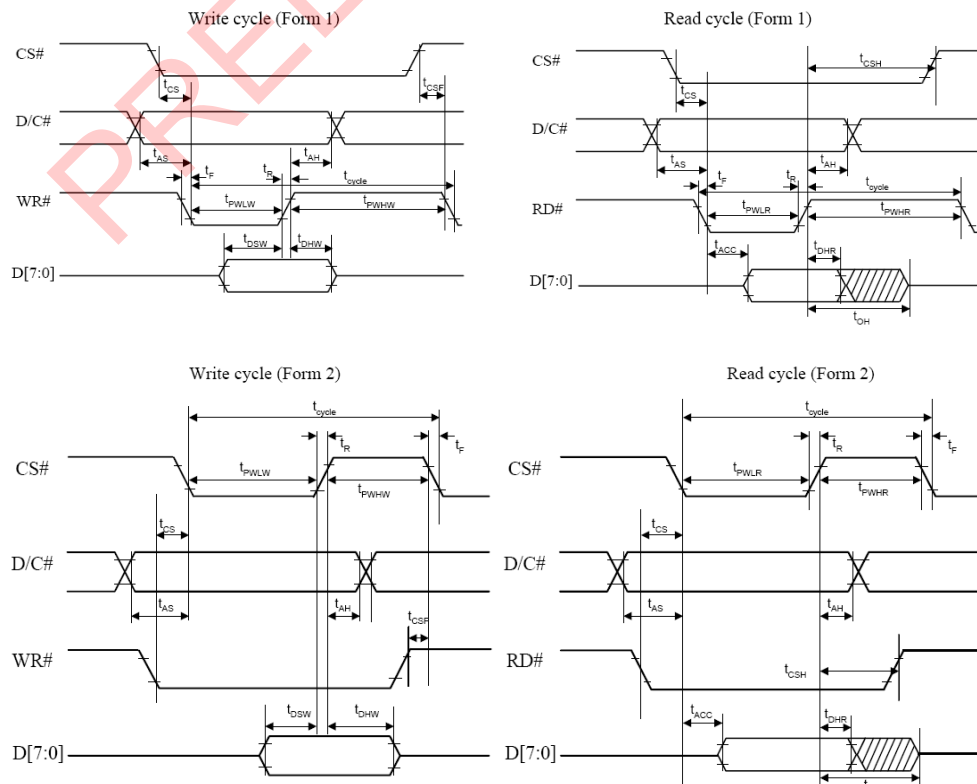 Write cycle (Form 1)
CS#
tCS
tCSF
D/C#
tAS
tF
tR
tAH
tcycle
WR#
tPWLW
tPWHW
tDSW
tDHW
D[7:0]
Read cycle (Form 1)
CS#
tCSH
tCS
D/C#
tAS
tF
tR
tAH
tcycle
RD#
tPWLR
tPWHR
tACC
tDHR
D[7:0]
tOH
Write cycle (Form 2)
tcycle
tR
tF
CS#
tPWLW
tPWHW
tCS
D/C#
tAS
tAH
tCSF
WR#
tDSW
tDHW
D[7:0]
Read cycle (Form 2)
tcycle
tR
tF
CS#
tPWLR
tPWHR
tCS
D/C#
tAS
tAH
RD#
tCSH
tACC
tDHR
D[7:0]
t
PREL